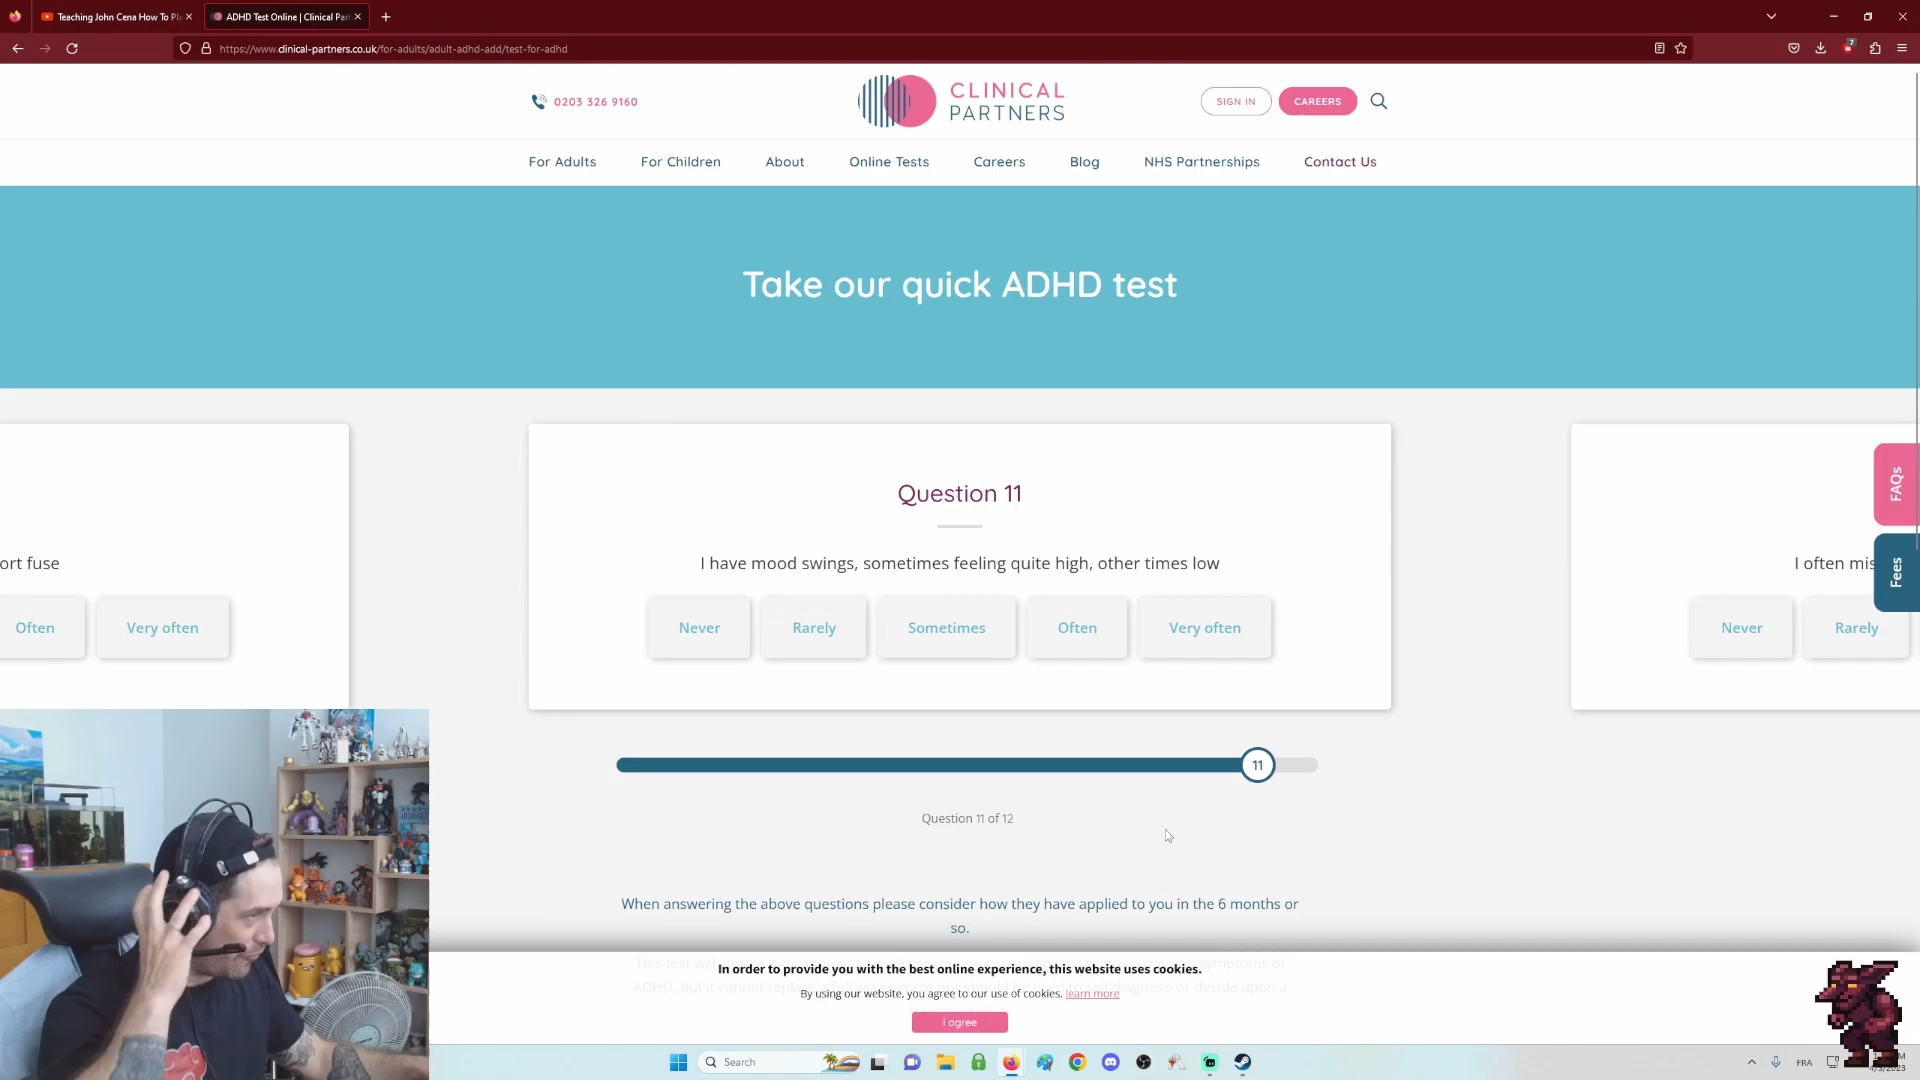 Teaching John Cena How To Pla
ADHD Test Online | Clinical Par
https://www.clinical-partners.co.uk/for-adults/adult-adhd-add/test-for-adhd
7
0203 326 9160
CLINICAL
PARTNERS
SIGN IN
CAREERS
For Adults
For Children
About
Online Tests
Careers
Blog
NHS Partnerships
Contact Us
Take our quick ADHD test
Question 11
ort fuse
I have mood swings, sometimes feeling quite high, other times low
I often mis
Often
Very often
Never
Rarely
Sometimes
Often
Very often
Never
Rarely
FAQs
Fees
11
Question 11 of 12
When answering the above questions please consider how they have applied to you in the 6 months or
so.
In order to provide you with the best online experience, this website uses cookies.
By using our website, you agree to our use of cookies. learn more
I agree
Search
FRA